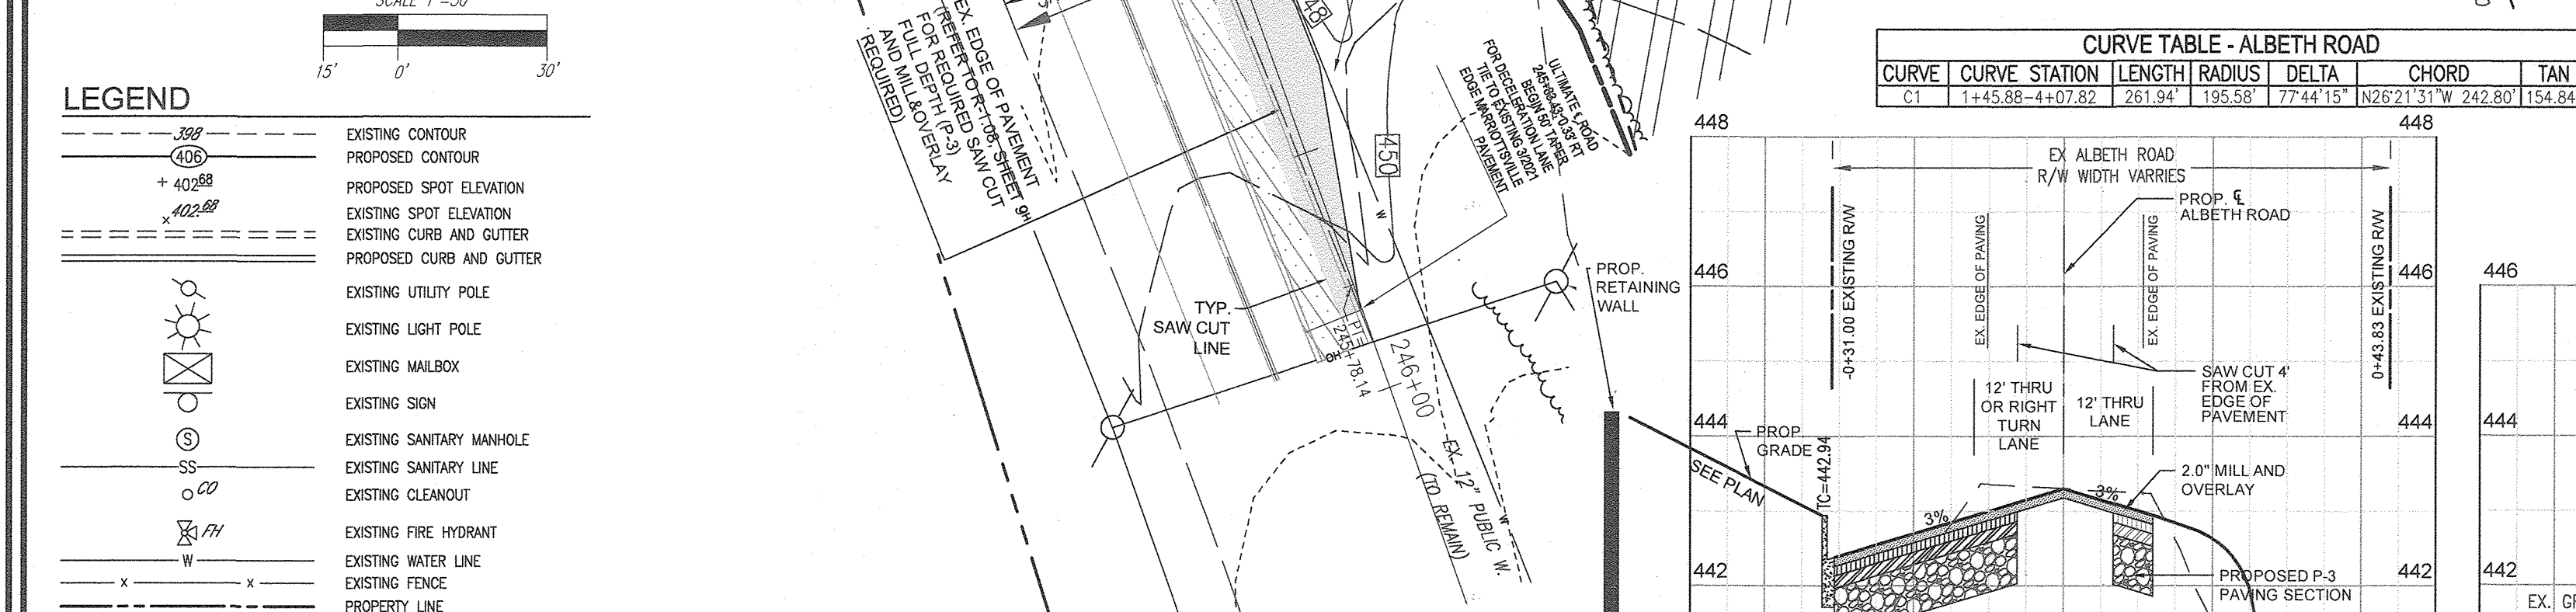 SCALE 1"=30'
15' 0' 30'
LEGEND
398 EXISTING CONTOUR
406 PROPOSED CONTOUR
+ 402 68 PROPOSED SPOT ELEVATION
x 402.68 EXISTING SPOT ELEVATION
EXISTING CURB AND GUTTER
PROPOSED CURB AND GUTTER
EXISTING UTILITY POLE
EXISTING LIGHT POLE
EXISTING MAILBOX
EXISTING SIGN
S EXISTING SANITARY MANHOLE
SS EXISTING SANITARY LINE
CO EXISTING CLEANOUT
FH EXISTING FIRE HYDRANT
W EXISTING WATER LINE
x x EXISTING FENCE
PROPERTY LINE
EX. EDGE OF PAVEMENT
(REFER TO R-1.08, SHEET 9
FOR REQUIRED SAW CUT
FULL DEPTH (P-3)
AND MILL&OVERLAY
REQUIRED)
OH
48
450
W
ULTIMATE ℄ ROAD
245+83.43, 0.33' RT
BEGIN 50' TAPER
FOR DECELERATION LANE
TIE TO EXISTING 3/2021
EDGE MARRIOTTSVILLE
PAVEMENT
TYP.
SAW CUT
LINE
PT=
245+78.14
OH
246+00
EX. 12" PUBLIC W.
(TO REMAIN)
W
PROP.
RETAINING
WALL
CURVE TABLE - ALBETH ROAD
CURVE CURVE STATION LENGTH RADIUS DELTA CHORD TAN
C1 1+45.88-4+07.82 261.94' 195.58' 77°44'15" N26°21'31"W 242.80' 154.84
448 448
EX ALBETH ROAD
R/W WIDTH VARRIES
PROP. ℄
ALBETH ROAD
-0+31.00 EXISTING R/W
EX. EDGE OF PAVING
EX. EDGE OF PAVING
0+43.83 EXISTING R/W
446 446 446
SAW CUT 4'
FROM EX.
EDGE OF
PAVEMENT
12' THRU
OR RIGHT
TURN
LANE
12' THRU
LANE
444 444 444
PROP
GRADE
SEE PLAN
TC=442.94
2.0" MILL AND
OVERLAY
3% 3%
442 442 442
PROPOSED P-3
PAVING SECTION